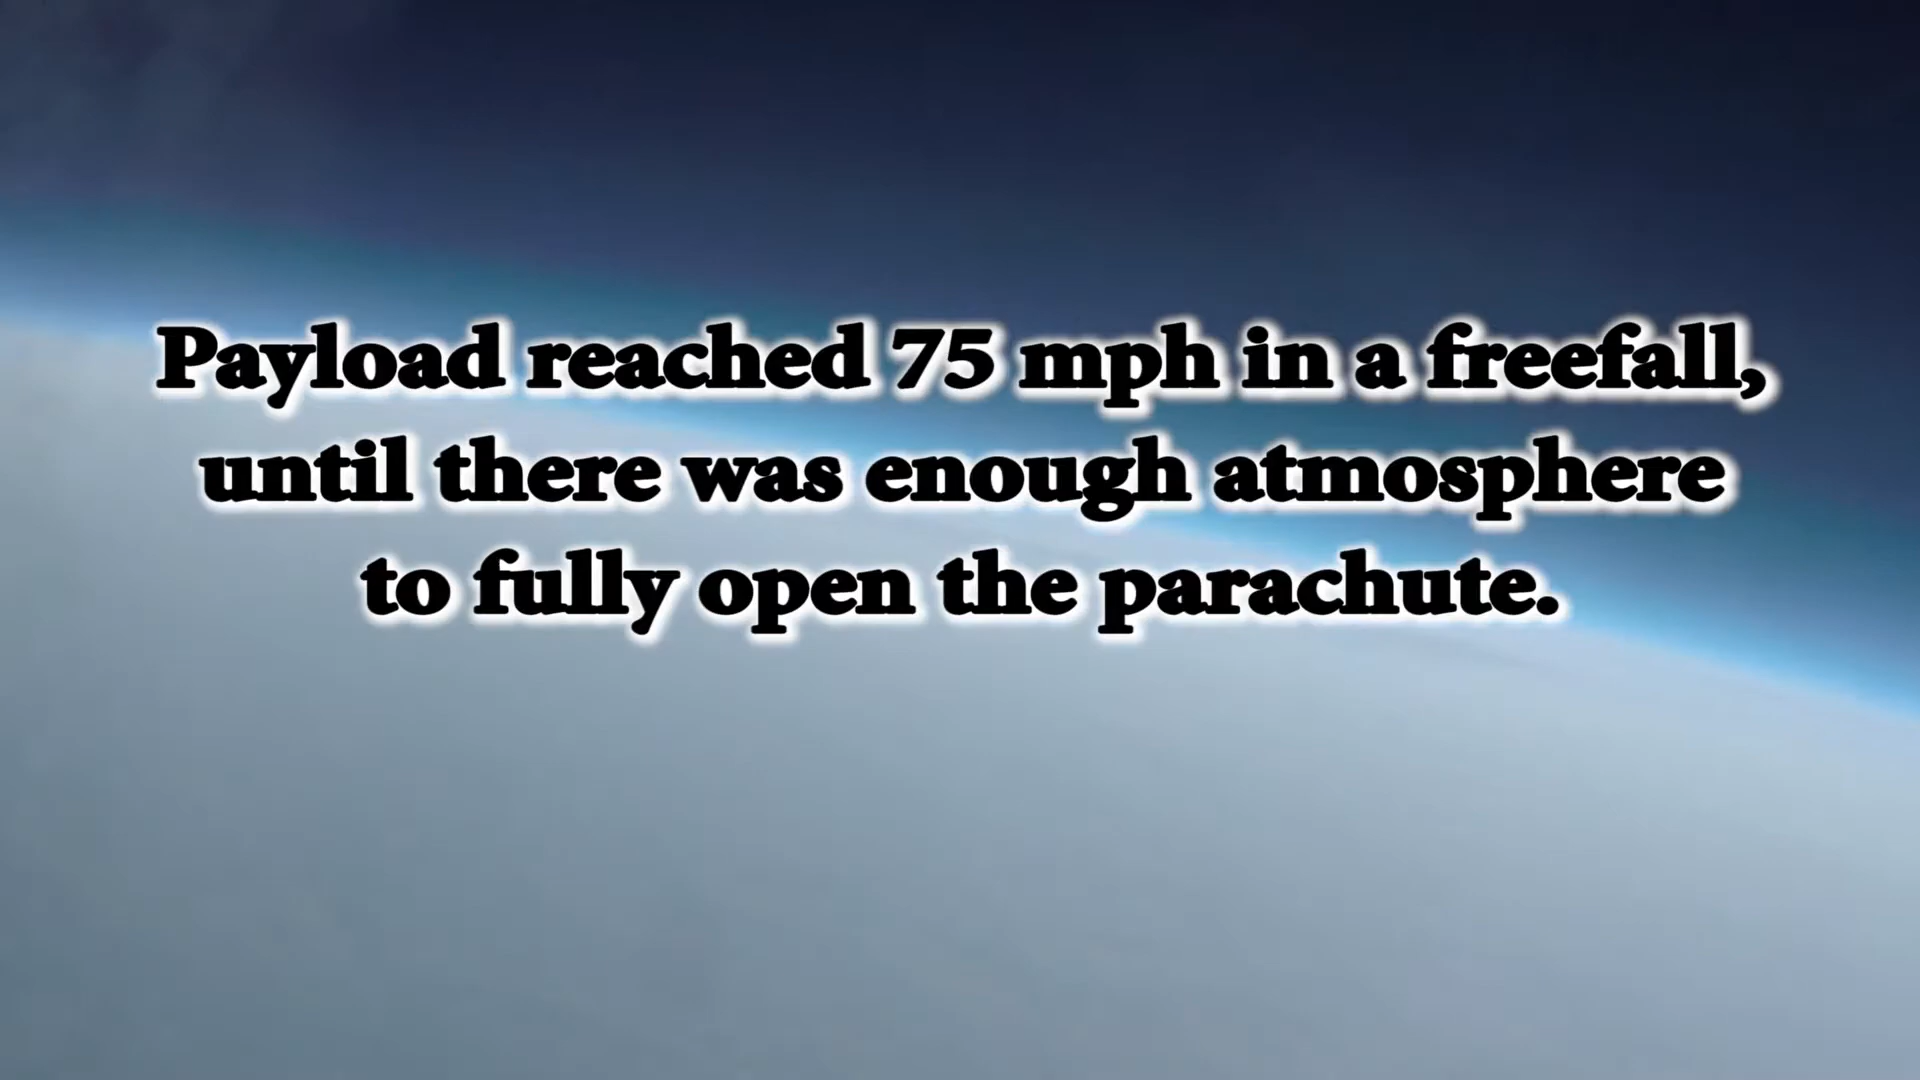 Payload reached 75 mph in a freefall,
until there was enough atmosphere
to fully open the parachute.